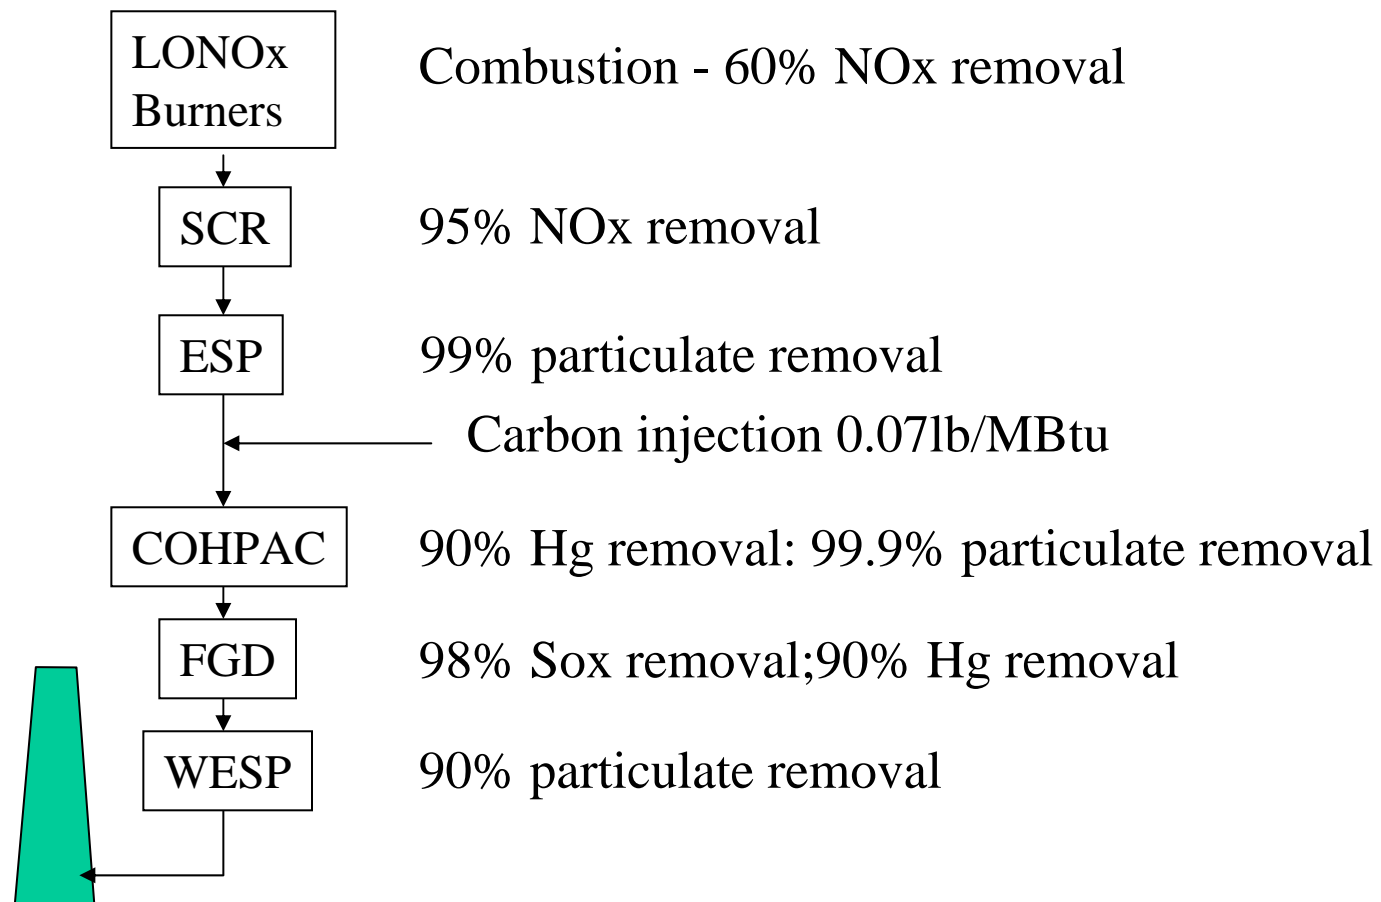 LONOx
Burners
Combustion - 60% NOx removal
SCR
95% NOx removal
ESP
99% particulate removal
Carbon injection 0.07lb/MBtu
COHPAC
90% Hg removal: 99.9% particulate removal
FGD
98% Sox removal;90% Hg removal
WESP
90% particulate removal